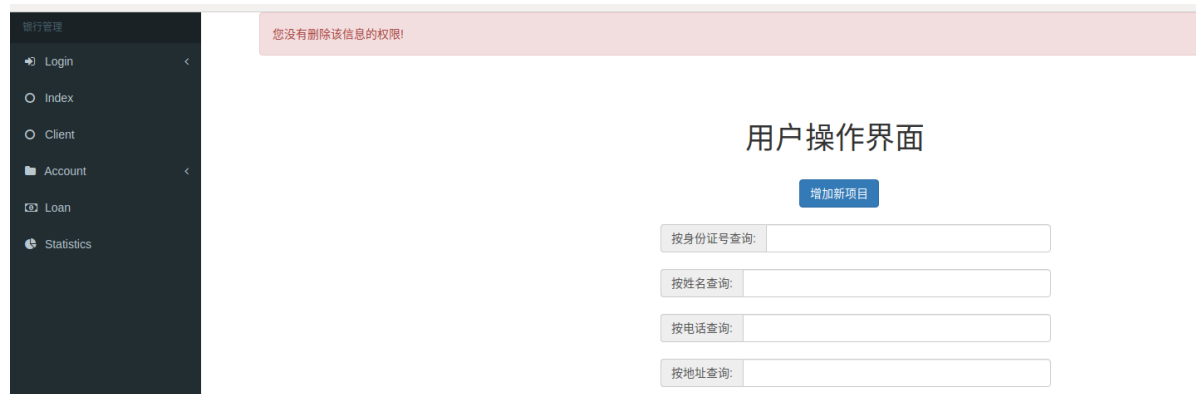 银行管理
Login
Index
Client
Account
Loan
Statistics
您没有删除该信息的权限!
用户操作界面
增加新项目
按身份证号查询:
按姓名查询:
按电话查询:
按地址查询: